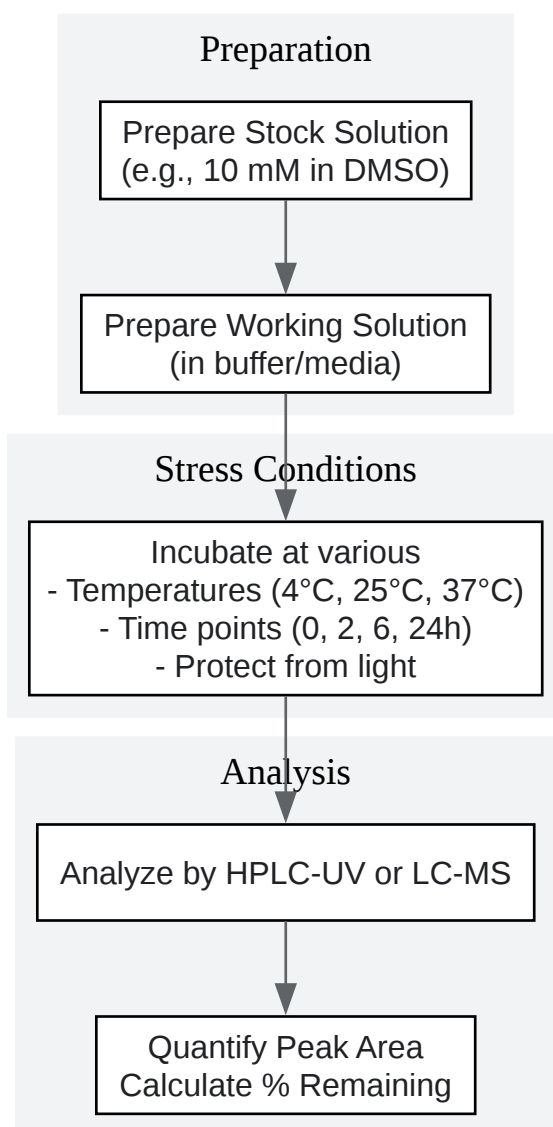 Preparation
Prepare Stock Solution
(e.g., 10 mM in DMSO)
Prepare Working Solution
(in buffer/media)
Stress Conditions
Incubate at various
- Temperatures (4°C, 25°C, 37°C)
- Time points (0, 2, 6, 24h)
- Protect from light
Analysis
Analyze by HPLC-UV or LC-MS
Quantify Peak Area
Calculate % Remaining